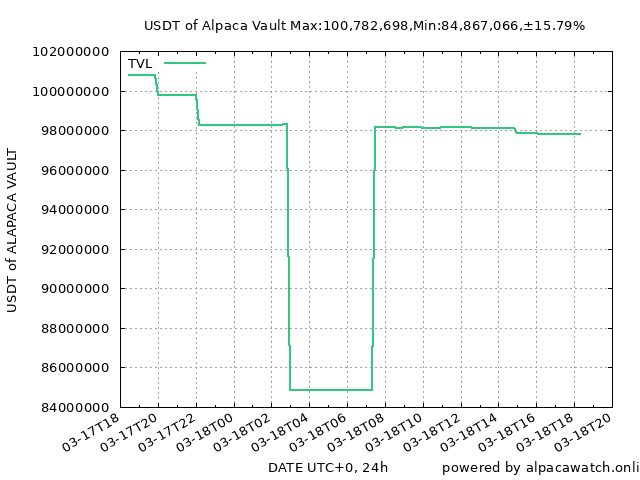 USDT of Alpaca Vault Max:100,782,698,Min:84,867,066,±15.79%
TVL
102000000
100000000
98000000
96000000
94000000
92000000
90000000
88000000
86000000
84000000
USDT of ALAPACA VAULT
03-17T18
03-17T20
03-17T22
03-18T00
03-18T02
03-18T04
03-18T06
03-18T08
03-18T10
03-18T12
03-18T14
03-18T16
03-18T18
03-18T20
DATE UTC+0, 24h
powered by alpacawatch.onli